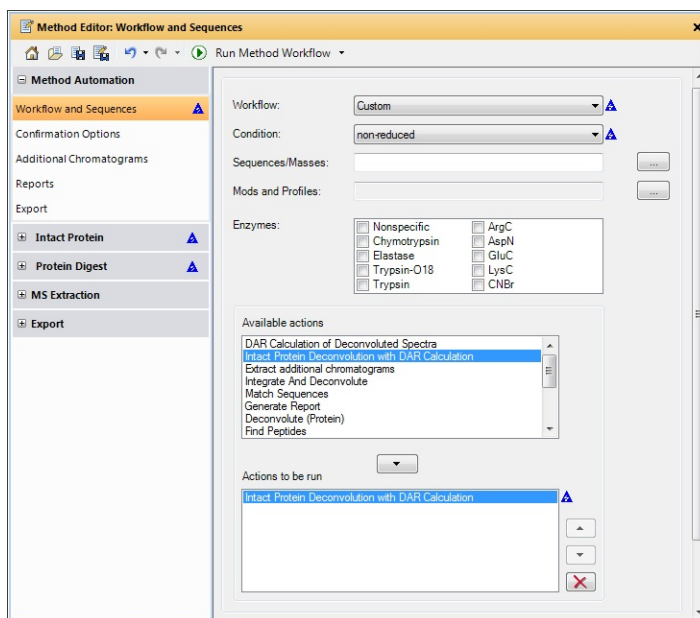 Method Editor: Workflow and Sequences
Run Method Workflow
Method Automation
Workflow and Sequences
Confirmation Options
Additional Chromatograms
Reports
Export
Intact Protein
Protein Digest
MS Extraction
Export
Workflow: Custom
Condition: non-reduced
Sequences/Masses: ...
Mods and Profiles: ...
Enzymes:
Nonspecific ArgC
Chymotrypsin AspN
Elastase GluC
Trypsin-O18 LysC
Trypsin CNBr
Available actions
DAR Calculation of Deconvoluted Spectra
Intact Protein Deconvolution with DAR Calculation
Extract additional chromatograms
Integrate And Deconvolute
Match Sequences
Generate Report
Deconvolute (Protein)
Find Peptides
Actions to be run
Intact Protein Deconvolution with DAR Calculation